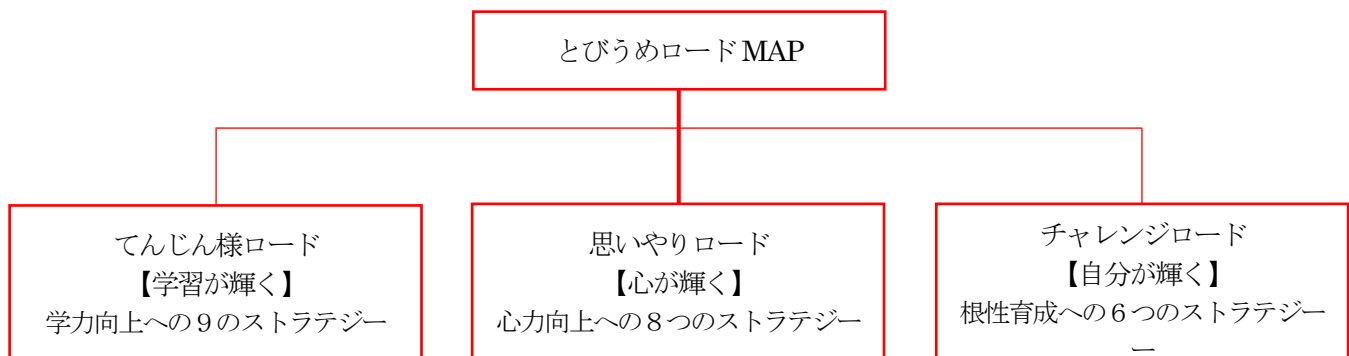 とびうめロード MAP
てんじん様ロード
【学習が輝く】
学力向上への９のストラテジー
思いやりロード
【心が輝く】
心力向上への８つのストラテジー
チャレンジロード
【自分が輝く】
根性育成への６つのストラテジー
ー